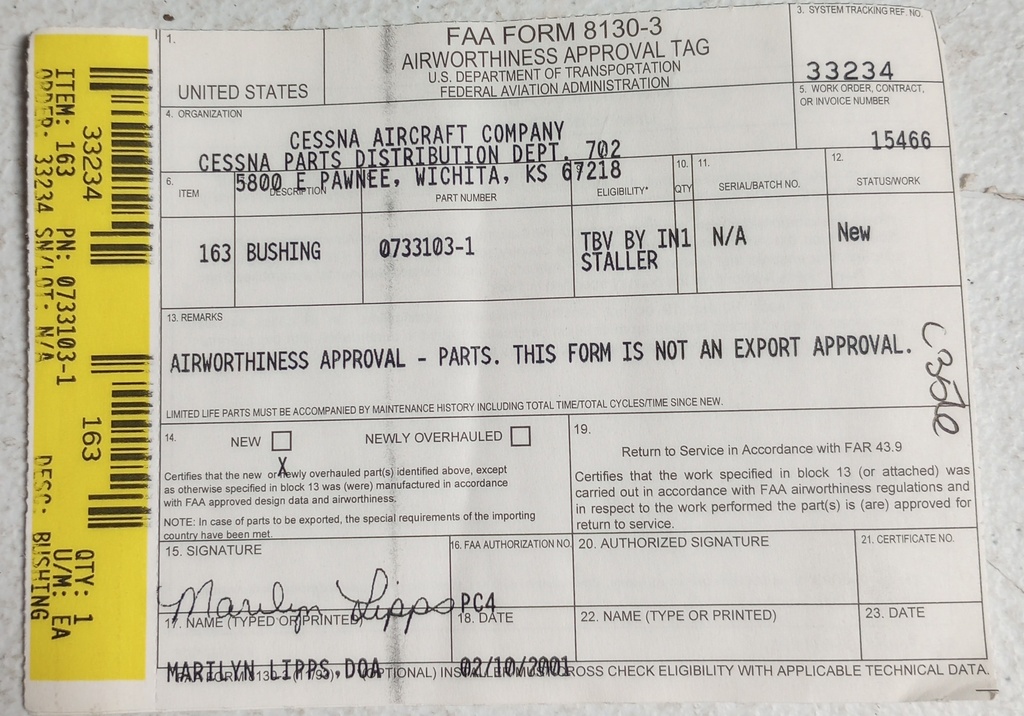 1.
UNITED STATES
FAA FORM 8130-3
AIRWORTHINESS APPROVAL TAG
U.S. DEPARTMENT OF TRANSPORTATION
FEDERAL AVIATION ADMINISTRATION
3. SYSTEM TRACKING REF. NO.
33234
4. ORGANIZATION
CESSNA AIRCRAFT COMPANY
CESSNA PARTS DISTRIBUTION DEPT. 702
5800 E PAWNEE, WICHITA, KS 67218
5. WORK ORDER, CONTRACT,
OR INVOICE NUMBER
15466
6.
ITEM
DESCRIPTION
PART NUMBER
ELIGIBILITY*
10.
QTY
11.
SERIAL/BATCH NO.
12.
STATUS/WORK
163
BUSHING
0733103-1
TBV BY IN
STALLER
1
N/A
New
13. REMARKS
AIRWORTHINESS APPROVAL - PARTS. THIS FORM IS NOT AN EXPORT APPROVAL.
LIMITED LIFE PARTS MUST BE ACCOMPANIED BY MAINTENANCE HISTORY INCLUDING TOTAL TIME/TOTAL CYCLES/TIME SINCE NEW.
14.
NEW
NEWLY OVERHAULED
X
Certifies that the new or newly overhauled part(s) identified above, except
as otherwise specified in block 13 was (were) manufactured in accordance
with FAA approved design data and airworthiness.
NOTE: In case of parts to be exported, the special requirements of the importing
country have been met.
19.
Return to Service in Accordance with FAR 43.9
Certifies that the work specified in block 13 (or attached) was
carried out in accordance with FAA airworthiness regulations and
in respect to the work performed the part(s) is (are) approved for
return to service.
15. SIGNATURE
Marilyn Lipps
16. FAA AUTHORIZATION NO.
PC4
20. AUTHORIZED SIGNATURE
21. CERTIFICATE NO.
17. NAME (TYPED OR PRINTED)
MARILYN LIPPS, DOA
18. DATE
02/10/2001
22. NAME (TYPE OR PRINTED)
23. DATE
FAA FORM 8130-3 (OPTIONAL) INSTALLER MUST CROSS CHECK ELIGIBILITY WITH APPLICABLE TECHNICAL DATA.
33234
163
ITEM: 163 PN: 0733103-1 QTY: 1
ORDER: 33234 SN/LOT: N/A U/M: EA
DESC: BUSHING